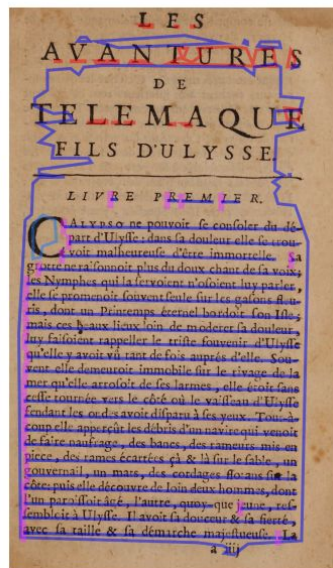 LES
AVANTURES
DE
TELEMAQUE
FILS D'ULYSSE.
LIVRE PREMIER.
CALYPSO ne pouvoir se consoler du dé-
part d'Ulysse: dans sa douleur elle se trou-
voit malheureuse d'être immortelle. Sa
grotte ne raisonnoit plus du doux chant de sa voix;
les Nymphes qui la servoient n'osoient luy parler,
elle se promenoit souvent seule sur les gasons fleu-
ris, dont un Printemps éternel bordoit son Isle;
mais ces beaux lieux loin de moderer sa douleur,
luy faisoient rappeller le triste souvenir d'Ulysse
qu'elle y avoit vû tant de fois auprés d'elle. Sou-
vent elle demeuroit immobile sur le rivage de la
mer qu'elle arrosoit de ses larmes, elle étoit sans
cesse tournée vers le côté où le vaisseau d'Ulysse
fendant les ondes avoit disparu à ses yeux. Tout-à-
coup elle apperçût les débris d'un navire qui venoit
de faire naufrage, des bancs, des rameurs mis en
piece, des rames écartées çà & là sur le sable, un
gouvernail, un mats, des cordages flotans sur la
côte: puis elle découvre de loin deux hommes, dont
l'un paroissoit âgé, l'autre, quoy-que jeune, res-
sembloit à Ulysse. Il avoit sa douceur & sa fierté,
avec sa taille & sa démarche majestueuse. La
a iiij